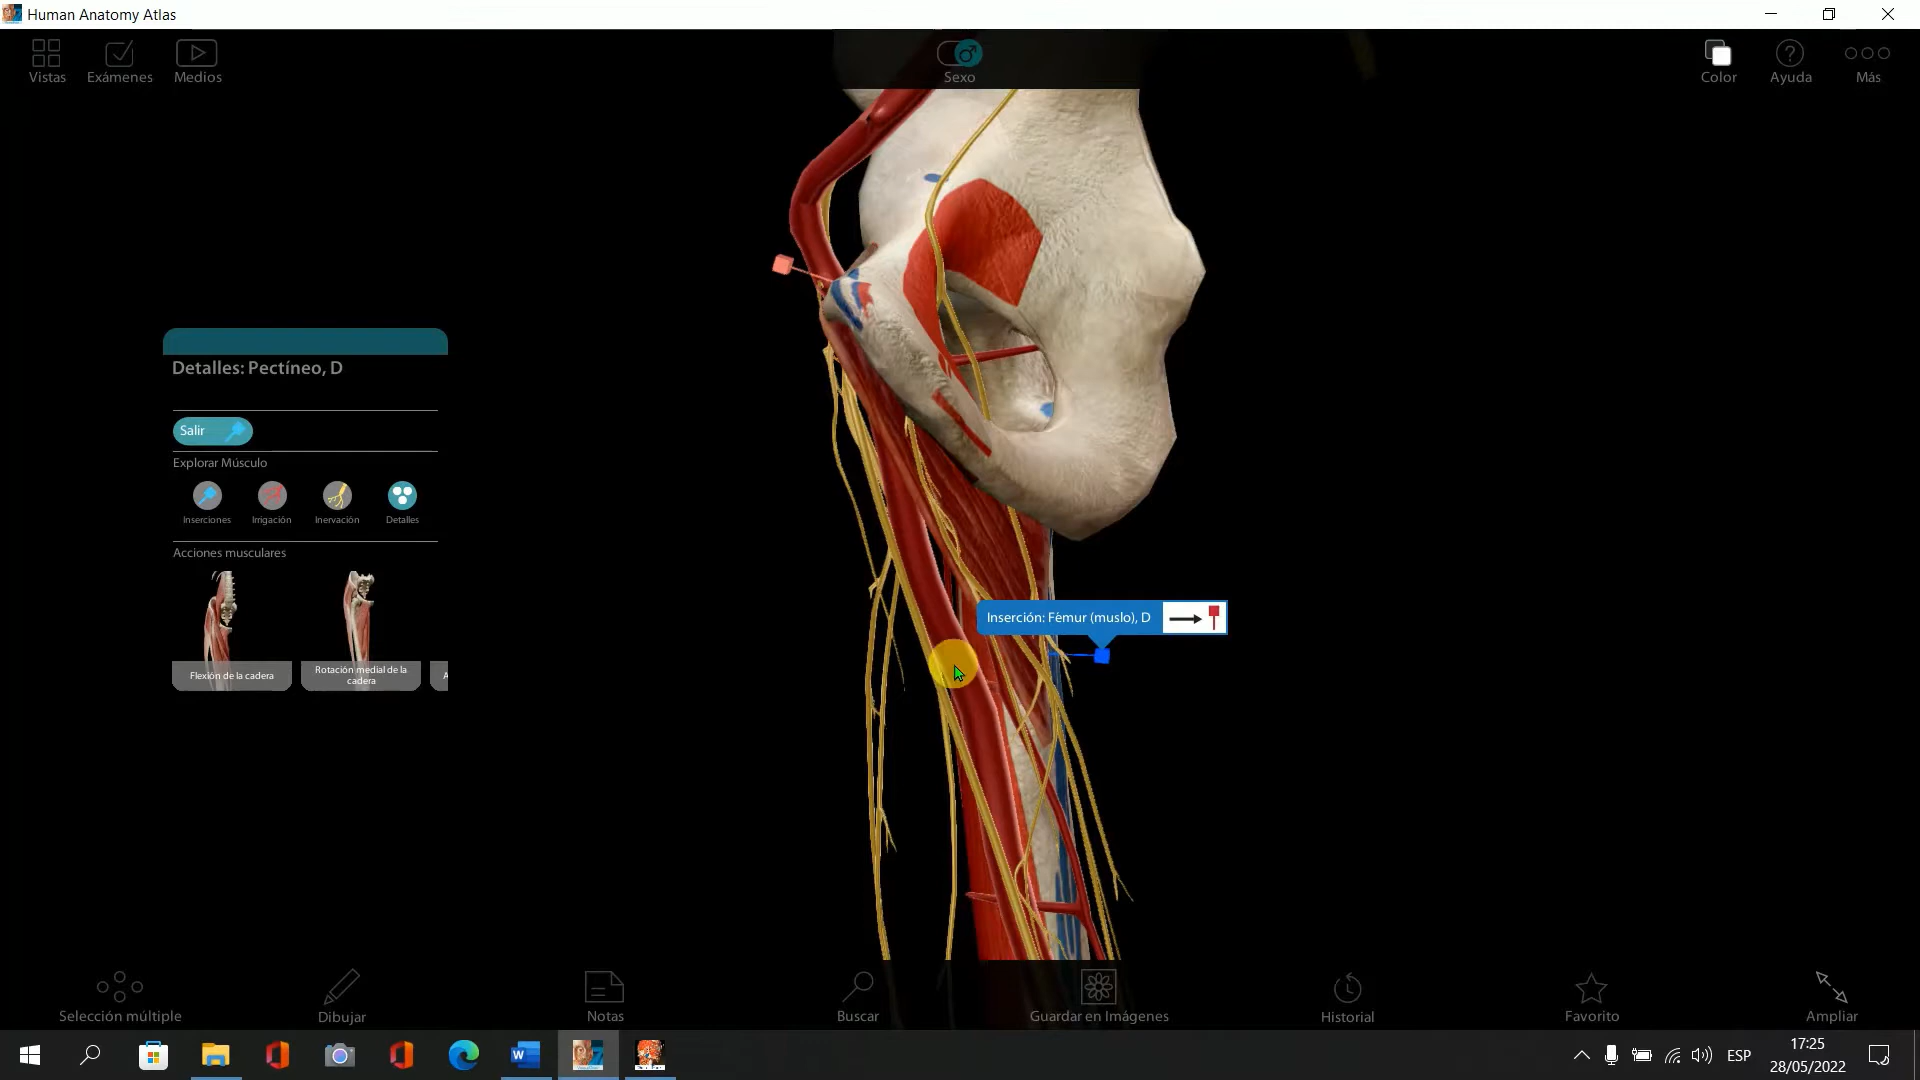 Human Anatomy Atlas
Vistas
Exámenes
Medios
Sexo
Color
Ayuda
Más
Detalles: Pectíneo, D
Salir
Explorar Músculo
Inserciones
Irrigación
Inervación
Detalles
Acciones musculares
Flexión de la cadera
Rotación medial de la
cadera
A
Inserción: Fémur (muslo), D
Selección múltiple
Dibujar
Notas
Buscar
Guardar en Imágenes
Historial
Favorito
Ampliar
ESP
17:25
28/05/2022